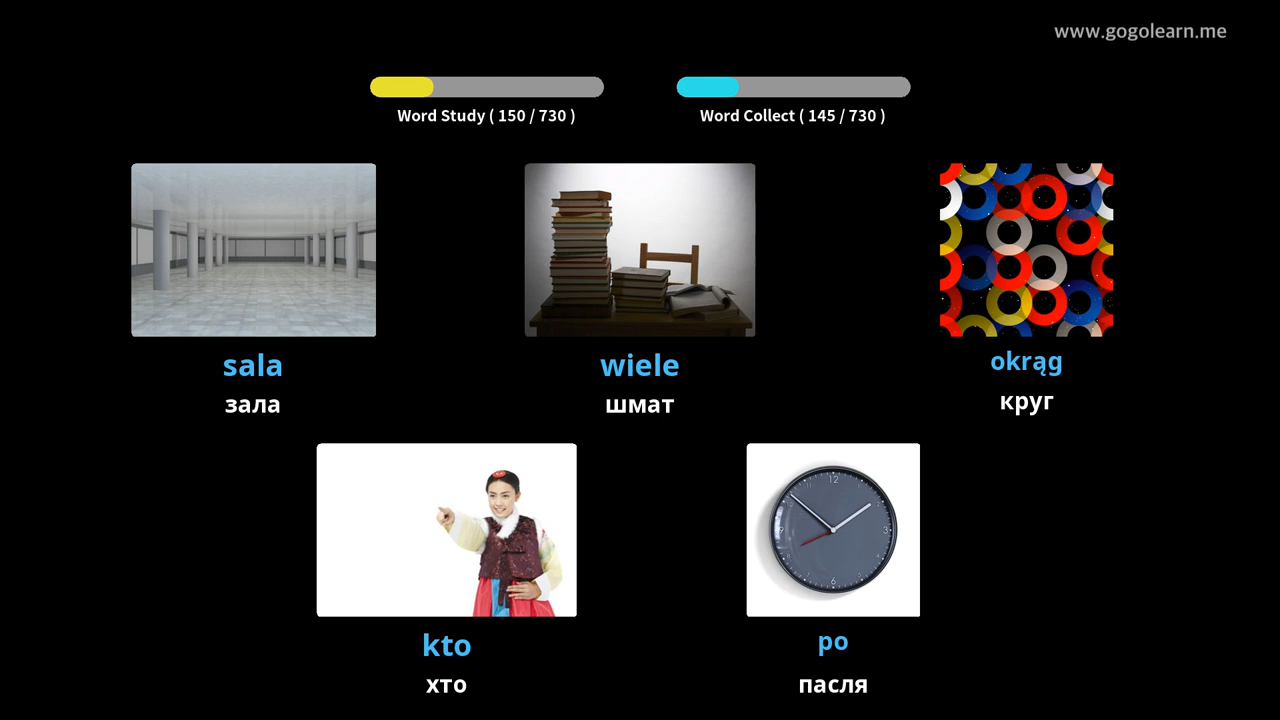 www.gogolearn.me
Word Study ( 150 / 730 )
Word Collect ( 145 / 730 )
sala
зала
wiele
шмат
okrąg
круг
kto
хто
po
пасля